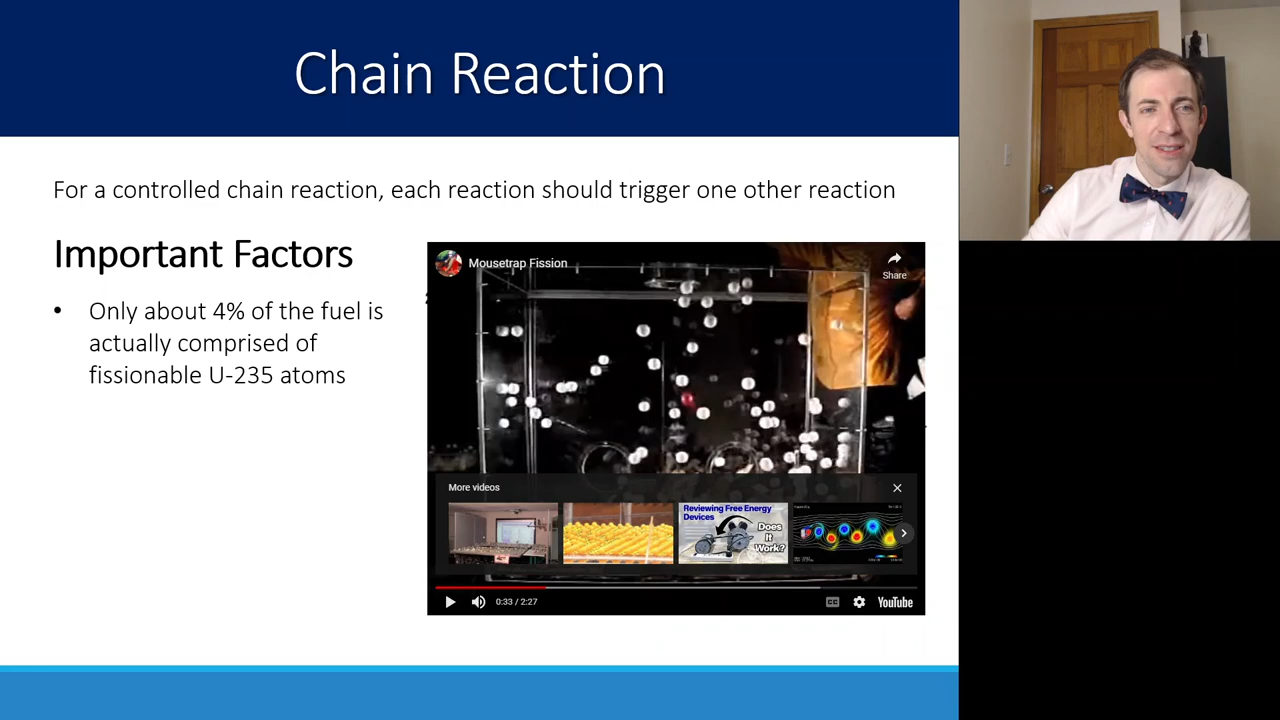 Chain Reaction
For a controlled chain reaction, each reaction should trigger one other reaction
Important Factors
• Only about 4% of the fuel is
actually comprised of
fissionable U-235 atoms
Mousetrap Fission
Share
More videos
Reviewing Free Energy
Devices
Does
It
Work?
0:33 / 2:27
CC
YouTube